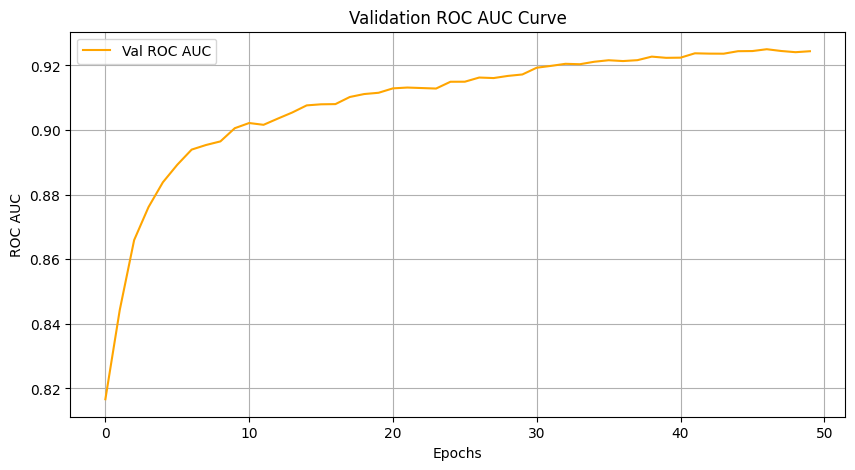 Validation ROC AUC Curve
Val ROC AUC
ROC AUC
0.92
0.90
0.88
0.86
0.84
0.82
0 10 20 30 40 50
Epochs